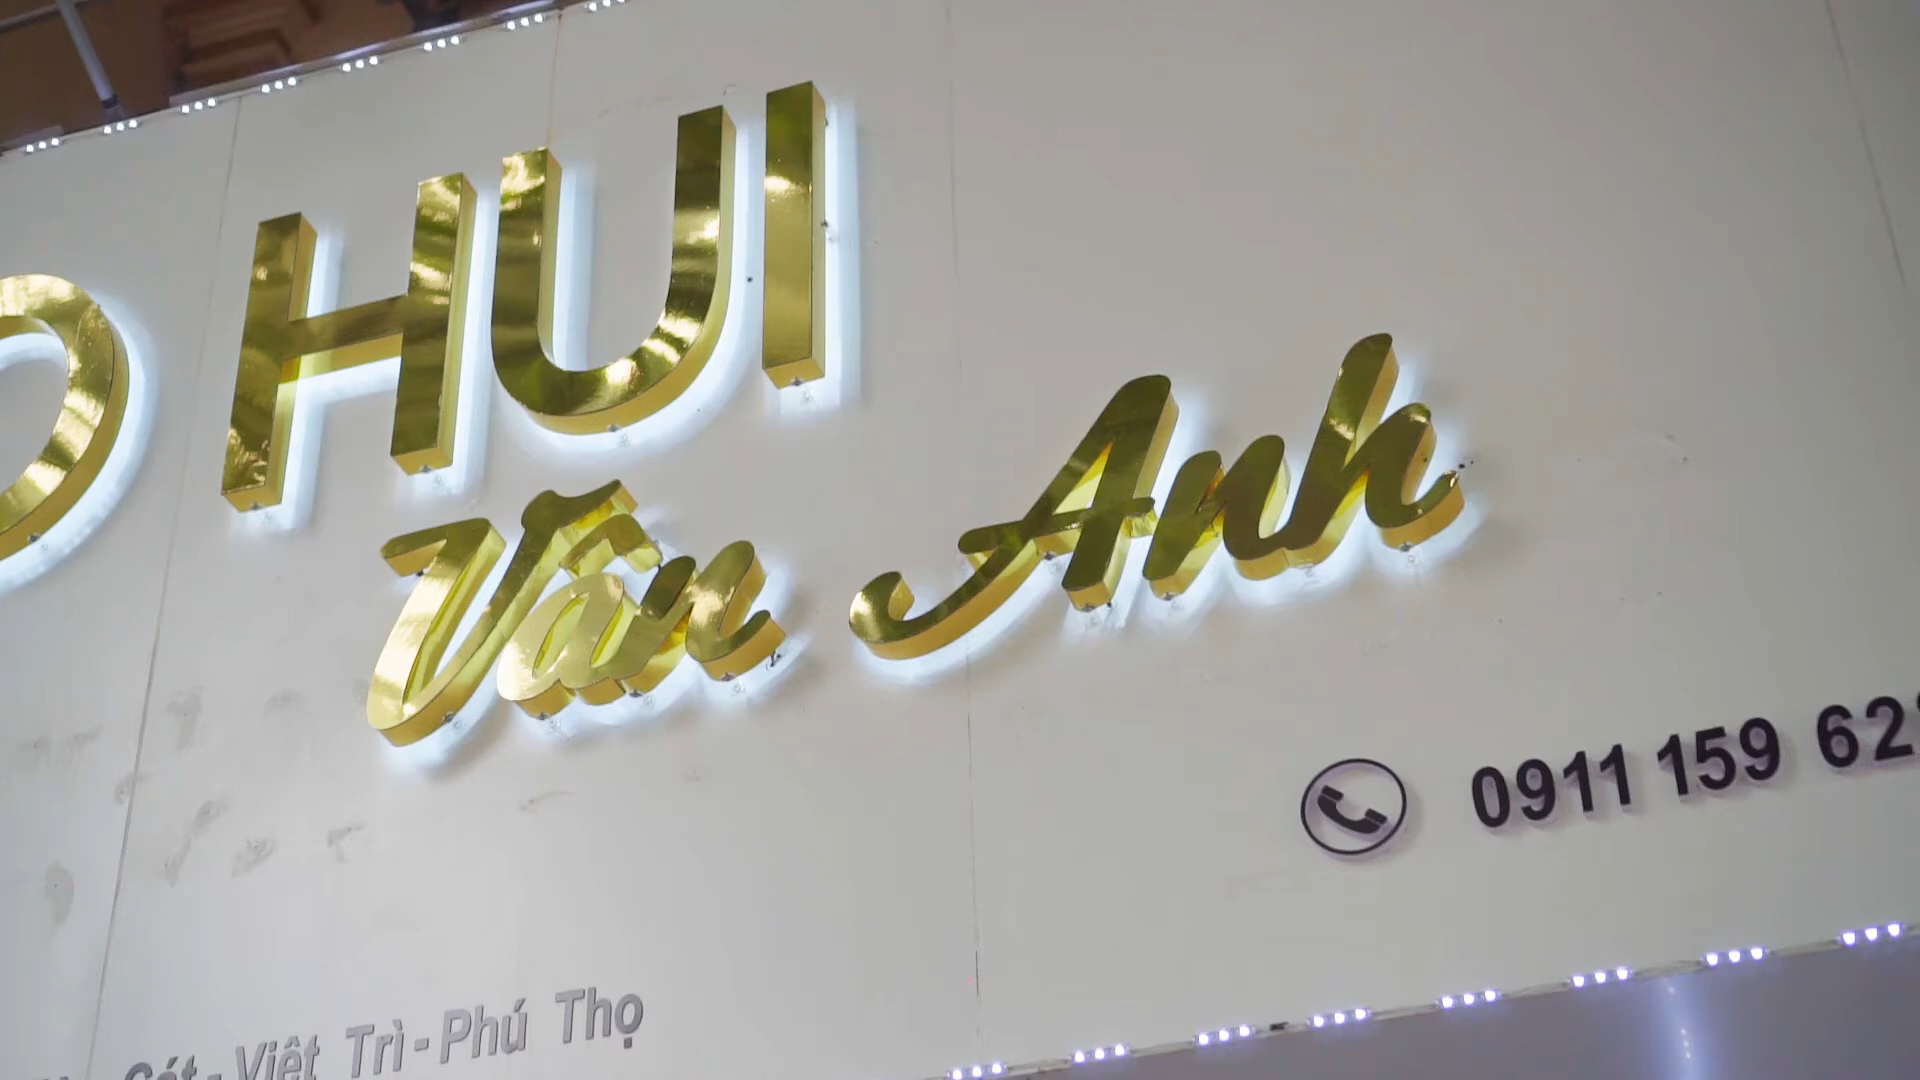 HUI
Vân Anh
0911 159 62
Cát - Việt Trì - Phú Thọ